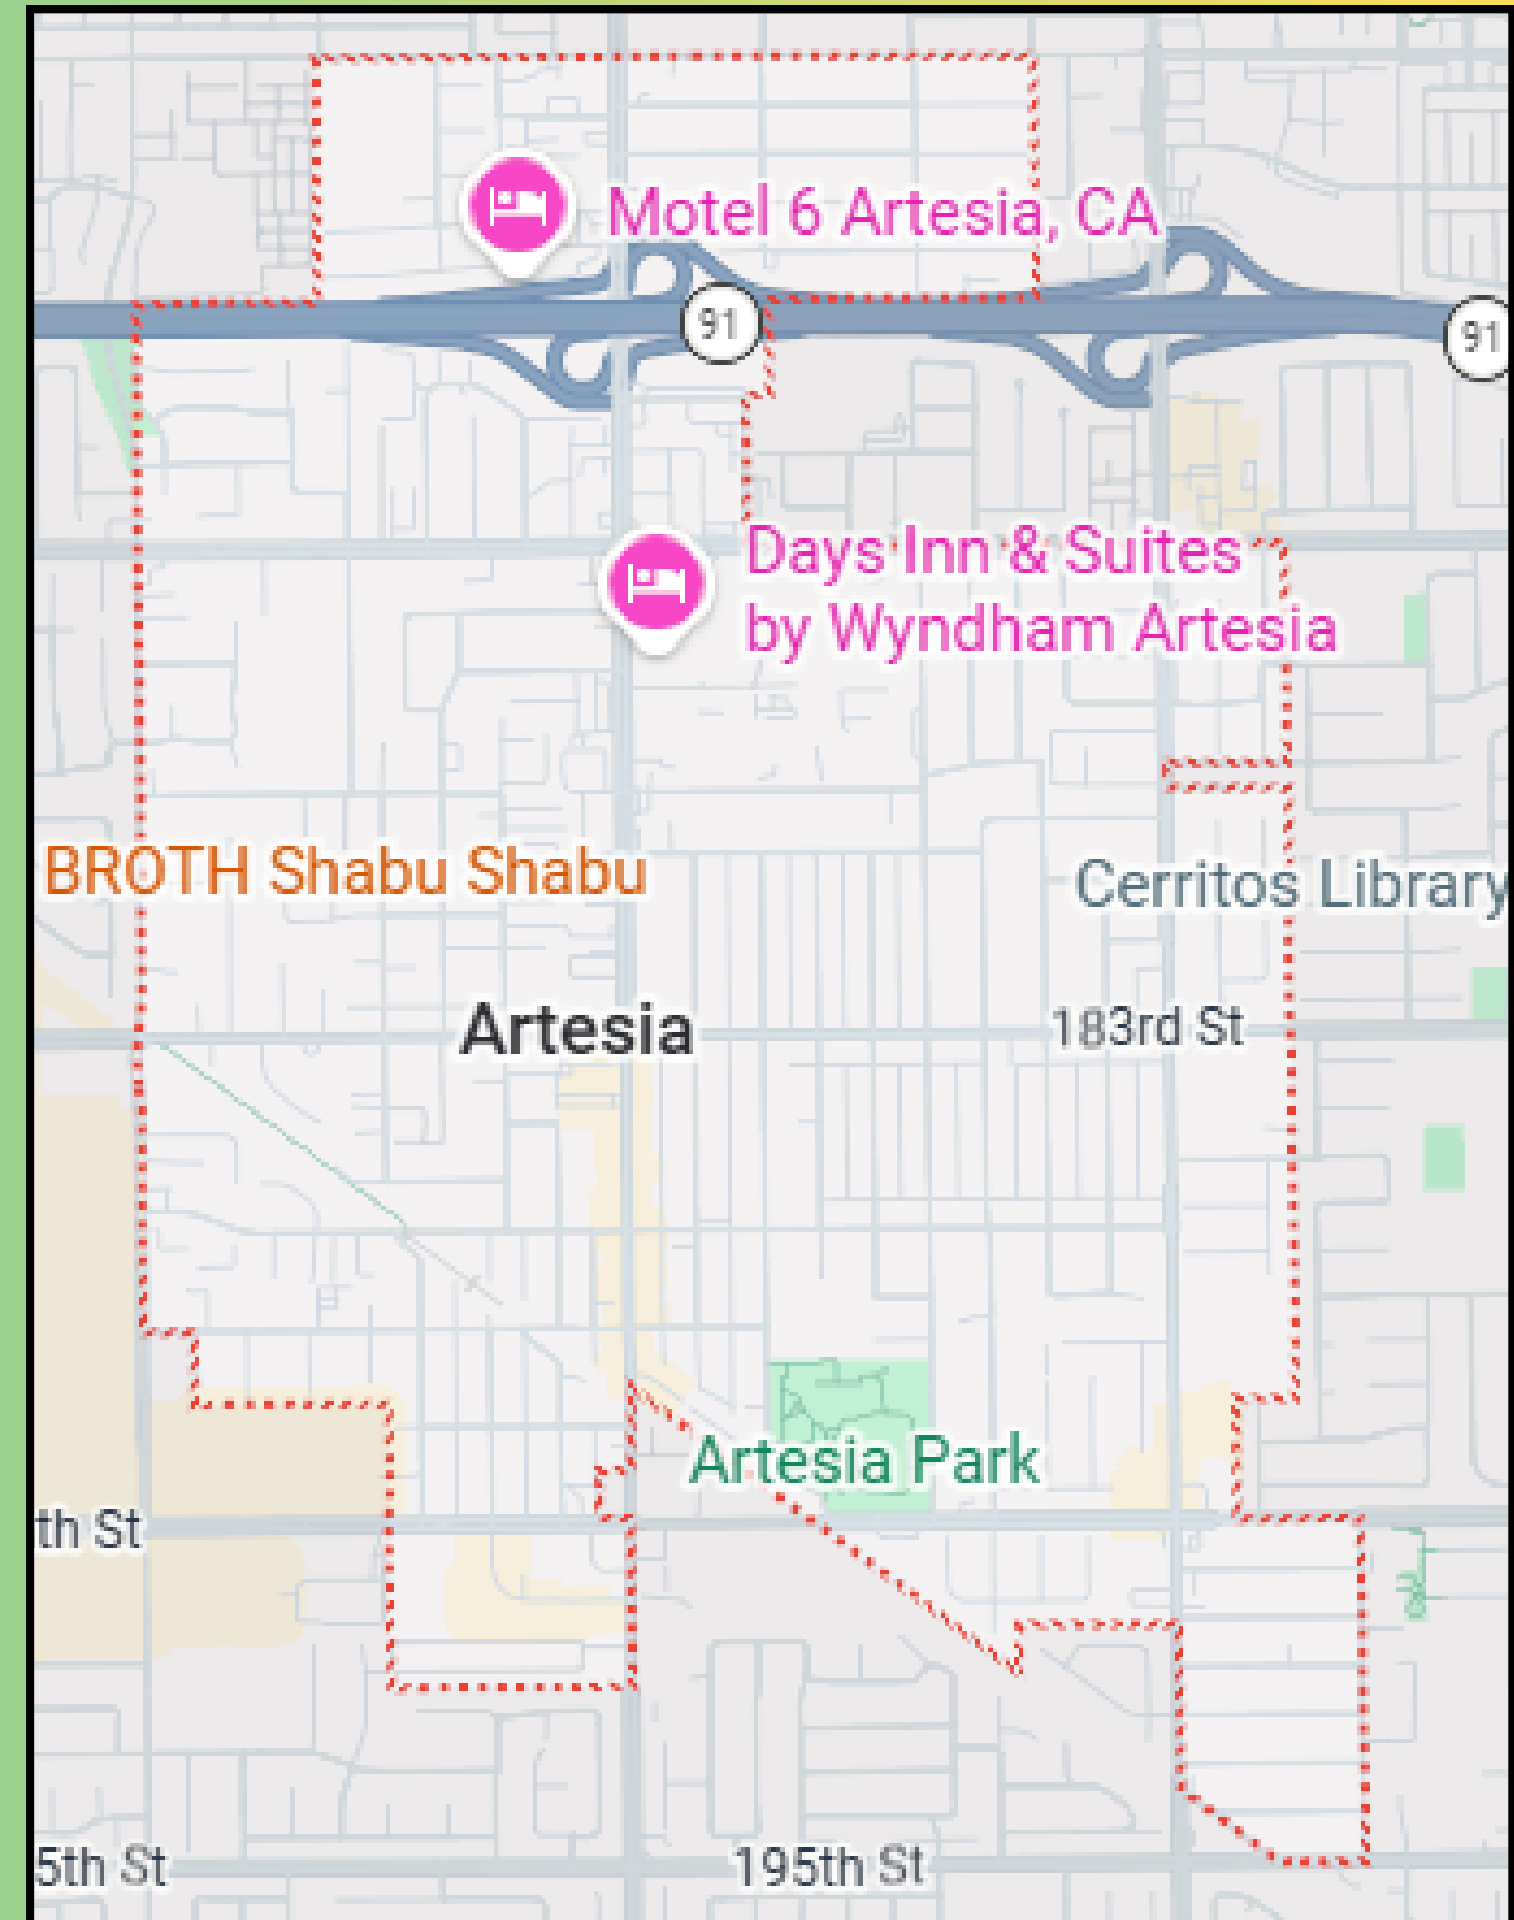 Motel 6 Artesia, CA
91
91
Days Inn & Suites
by Wyndham Artesia
BROTH Shabu Shabu
Cerritos Library
Artesia
183rd St
Artesia Park
th St
5th St
195th St